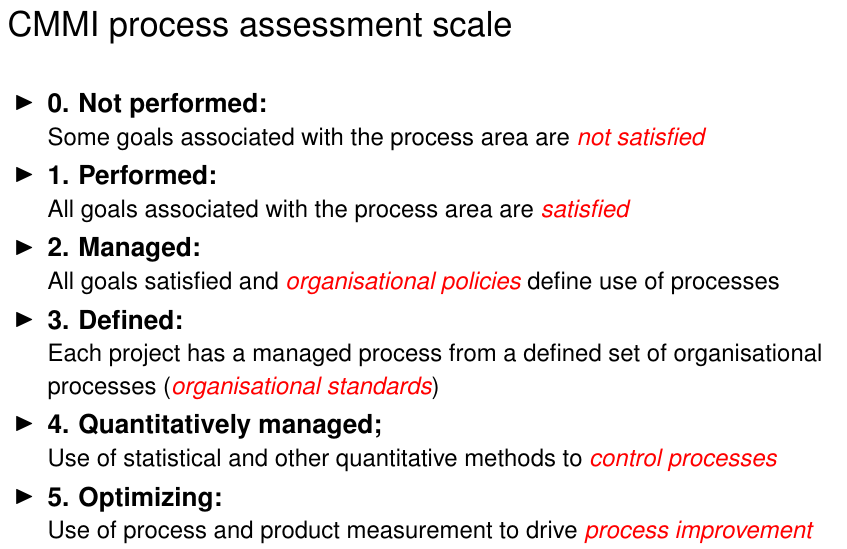 CMMI process assessment scale
► 0. Not performed:
Some goals associated with the process area are not satisfied
► 1. Performed:
All goals associated with the process area are satisfied
► 2. Managed:
All goals satisfied and organisational policies define use of processes
► 3. Defined:
Each project has a managed process from a defined set of organisational
processes (organisational standards)
► 4. Quantitatively managed;
Use of statistical and other quantitative methods to control processes
► 5. Optimizing:
Use of process and product measurement to drive process improvement